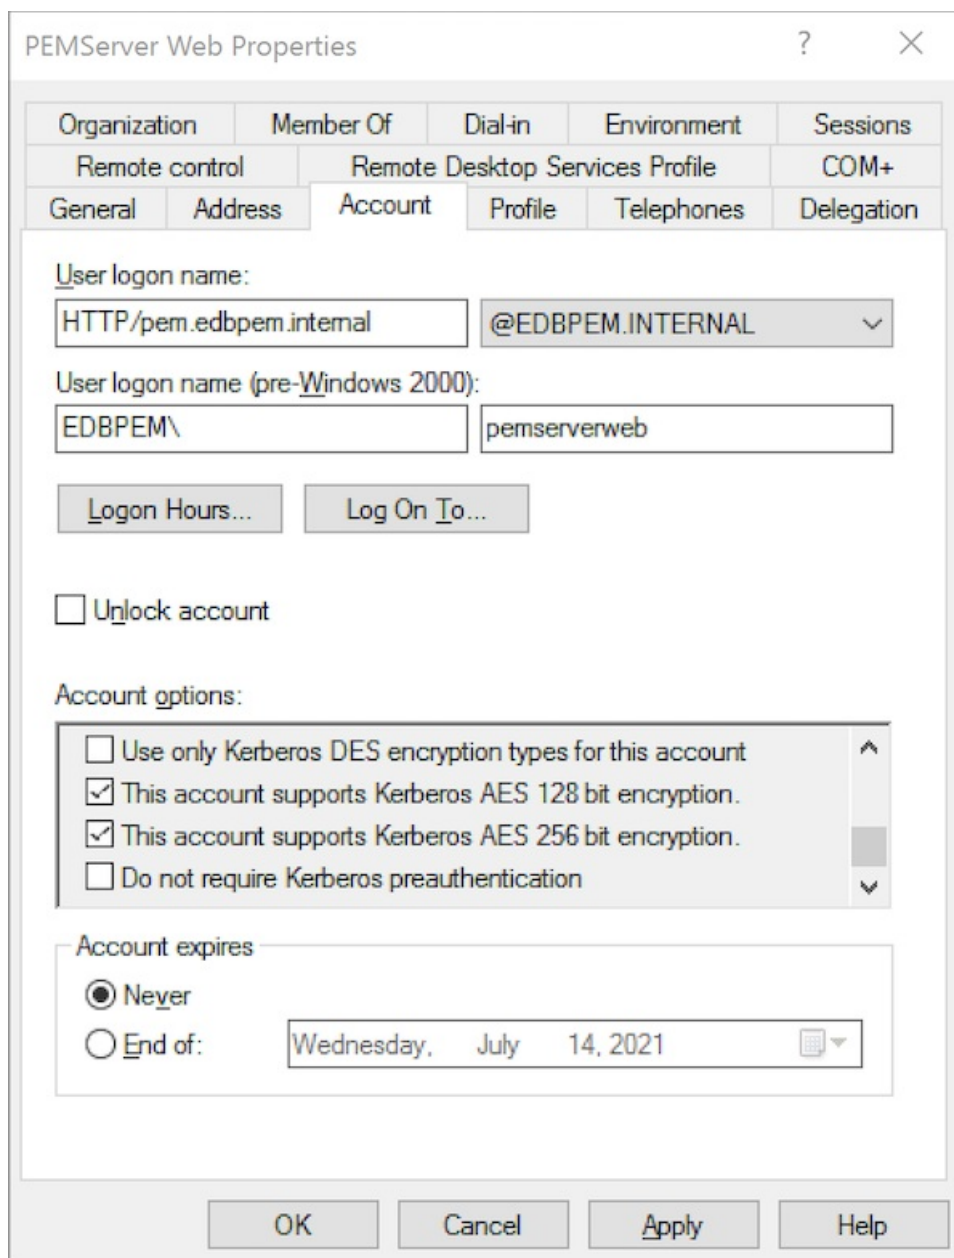 PEMServer Web Properties ? ×
Organization Member Of Dial-in Environment Sessions
Remote control Remote Desktop Services Profile COM+
General Address Account Profile Telephones Delegation
User logon name:
HTTP/pem.edbpem.internal @EDBPEM.INTERNAL
User logon name (pre-Windows 2000):
EDBPEM\ pemserverweb
Logon Hours... Log On To...
Unlock account
Account options:
Use only Kerberos DES encryption types for this account
This account supports Kerberos AES 128 bit encryption.
This account supports Kerberos AES 256 bit encryption.
Do not require Kerberos preauthentication
Account expires
Never
End of: Wednesday, July 14, 2021
OK Cancel Apply Help